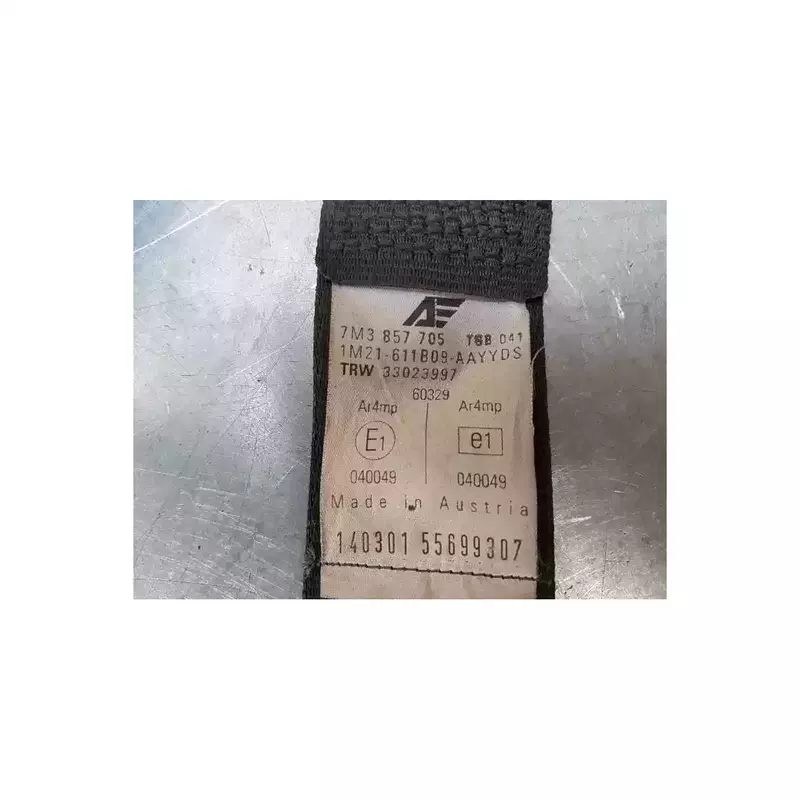 AE
7M3 857 705 TSB 041
1M21-611B09-AAYYDS
TRW 33023997
60329
Ar4mp Ar4mp
E1 e1
040049 040049
Made in Austria
140301 55699307